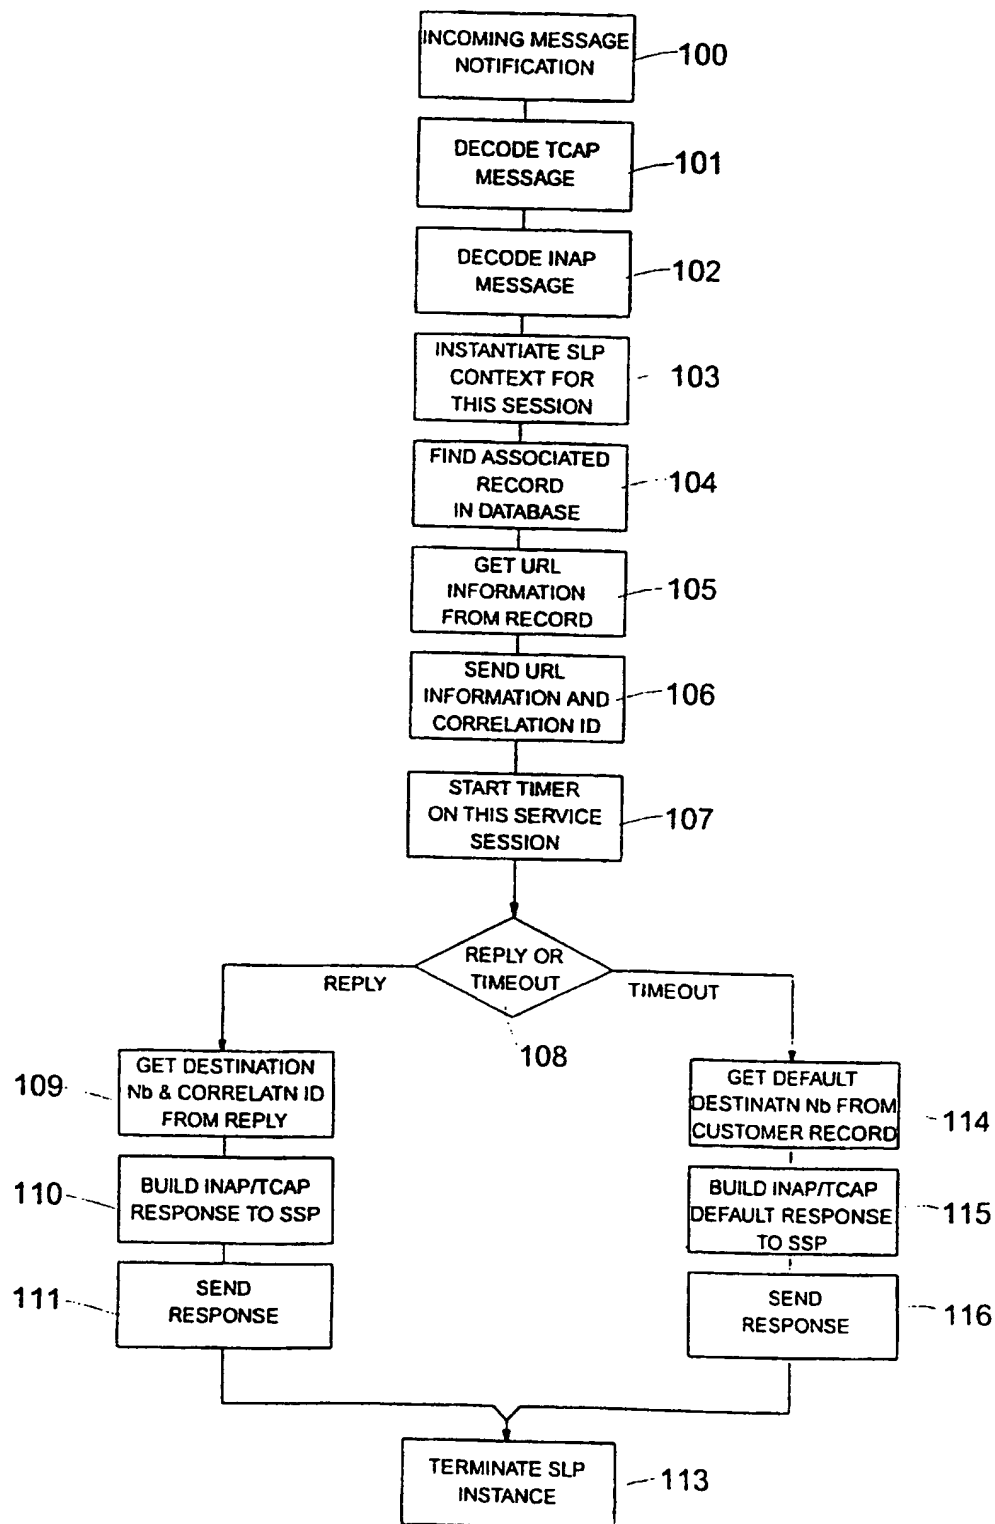 INCOMING MESSAGE
NOTIFICATION
100
DECODE TCAP
MESSAGE
101
DECODE INAP
MESSAGE
102
INSTANTIATE SLP
CONTEXT FOR
THIS SESSION
103
FIND ASSOCIATED
RECORD
IN DATABASE
104
GET URL
INFORMATION
FROM RECORD
105
SEND URL
INFORMATION AND
CORRELATION ID
106
START TIMER
ON THIS SERVICE
SESSION
107
REPLY OR
TIMEOUT
108
REPLY
TIMEOUT
GET DESTINATION
Nb & CORRELATN ID
FROM REPLY
109
BUILD INAP/TCAP
RESPONSE TO SSP
110
SEND
RESPONSE
111
GET DEFAULT
DESTINATN Nb FROM
CUSTOMER RECORD
114
BUILD INAP/TCAP
DEFAULT RESPONSE
TO SSP
115
SEND
RESPONSE
116
TERMINATE SLP
INSTANCE
113